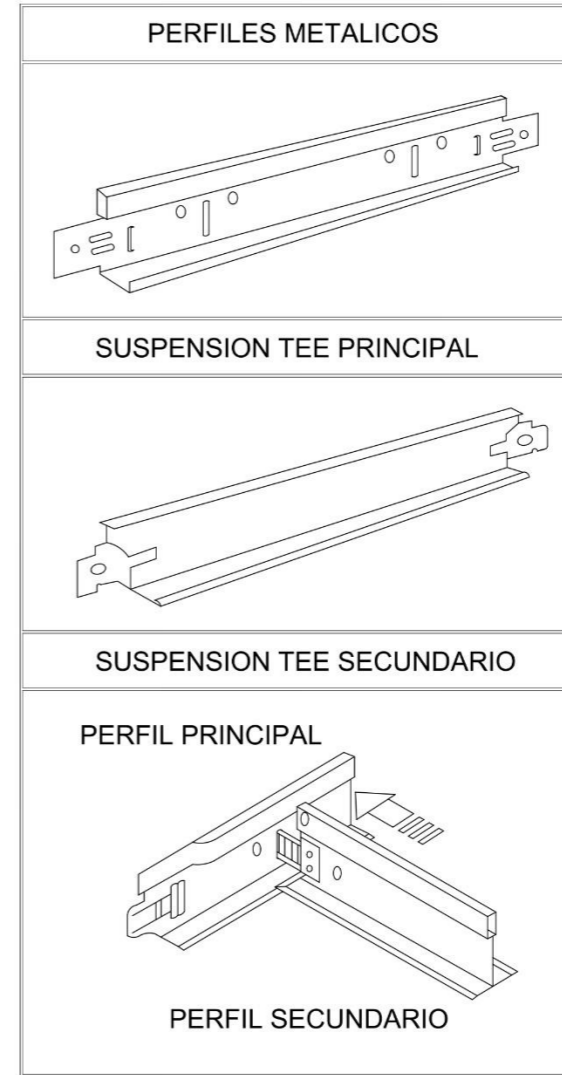 PERFILES METALICOS
SUSPENSION TEE PRINCIPAL
SUSPENSION TEE SECUNDARIO
PERFIL PRINCIPAL
PERFIL SECUNDARIO